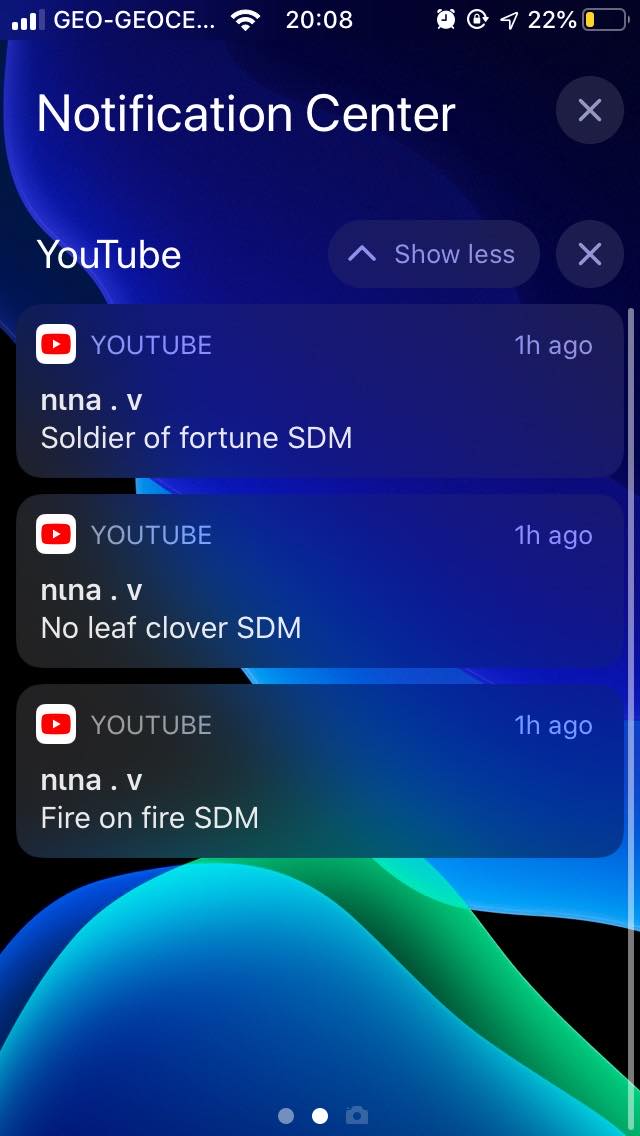 GEO-GEOCE... 20:08 22%
Notification Center
YouTube Show less
YOUTUBE 1h ago
nιna . v
Soldier of fortune SDM
YOUTUBE 1h ago
nιna . v
No leaf clover SDM
YOUTUBE 1h ago
nιna . v
Fire on fire SDM